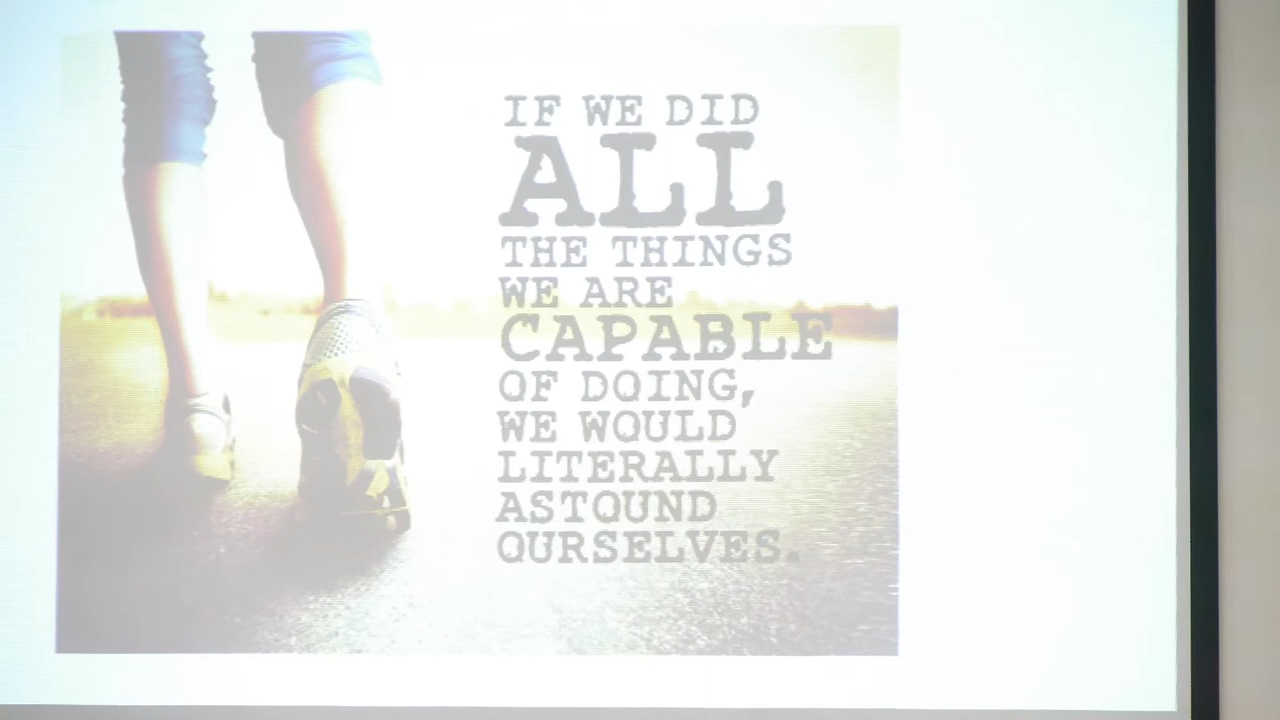 IF WE DID
ALL
THE THINGS
WE ARE
CAPABLE
OF DOING,
WE WOULD
LITERALLY
ASTOUND
OURSELVES.